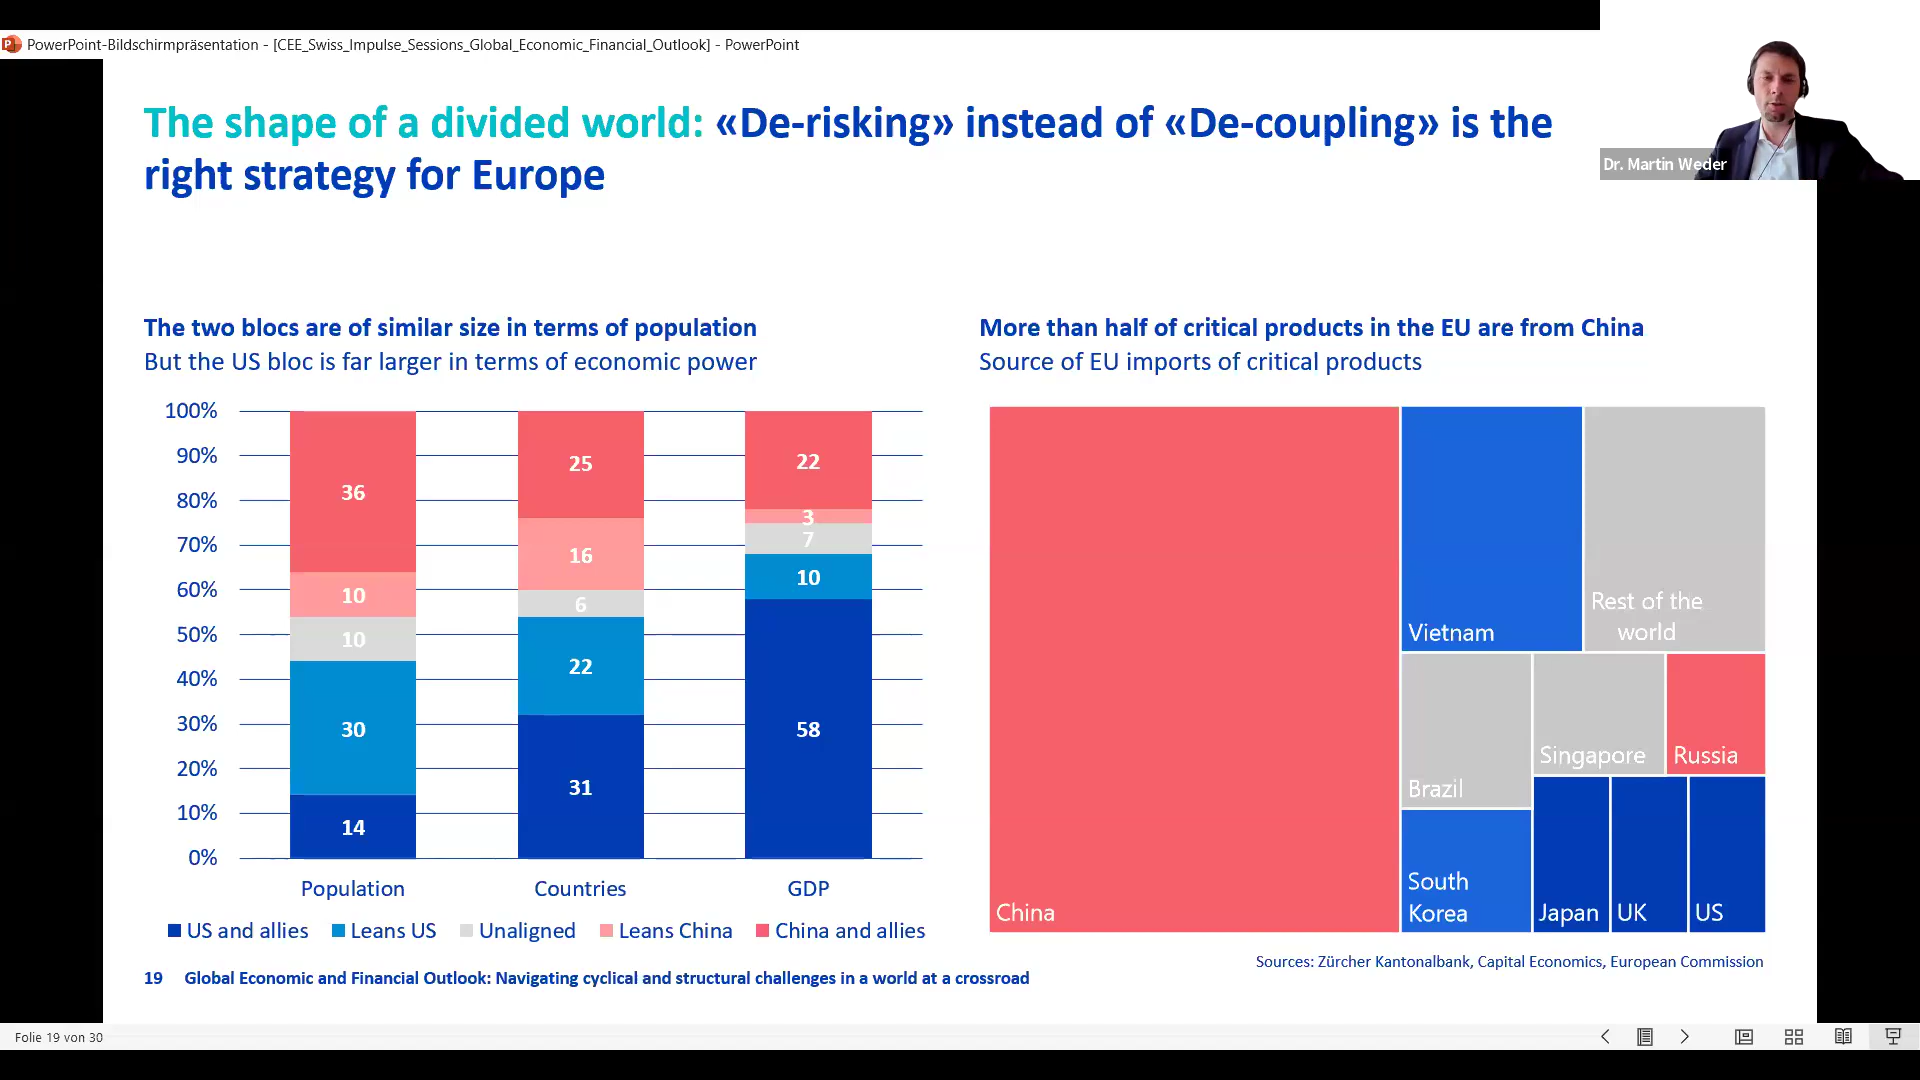 PowerPoint-Bildschirmpräsentation - [CEE_Swiss_Impulse_Sessions_Global_Economic_Financial_Outlook] - PowerPoint
Dr. Martin Weder
The shape of a divided world: «De-risking» instead of «De-coupling» is the
right strategy for Europe
The two blocs are of similar size in terms of population
But the US bloc is far larger in terms of economic power
100%
90%
80%
70%
60%
50%
40%
30%
20%
10%
0%
36
10
10
30
14
25
16
6
22
31
22
3
7
10
58
Population
Countries
GDP
US and allies
Leans US
Unaligned
Leans China
China and allies
More than half of critical products in the EU are from China
Source of EU imports of critical products
China
Vietnam
Rest of the
world
Brazil
Singapore
Russia
South
Korea
Japan
UK
US
Sources: Zürcher Kantonalbank, Capital Economics, European Commission
19 Global Economic and Financial Outlook: Navigating cyclical and structural challenges in a world at a crossroad
Folie 19 von 30